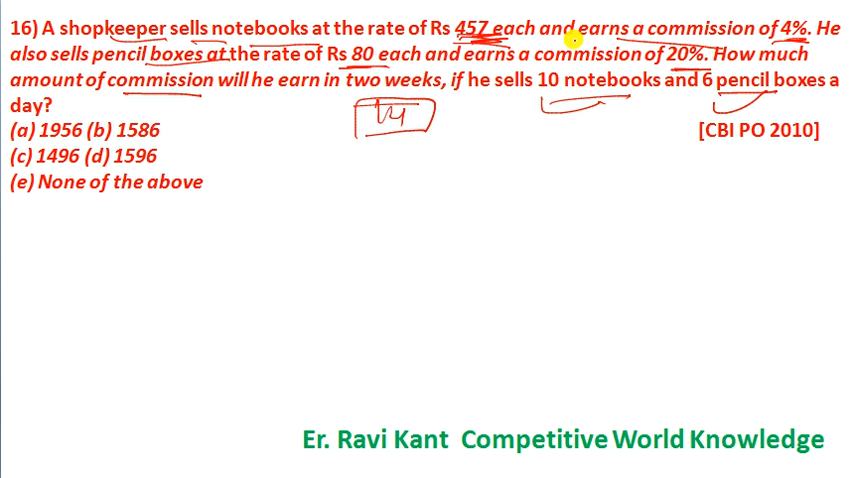 16) A shopkeeper sells notebooks at the rate of Rs 457 each and earns a commission of 4%. He
also sells pencil boxes at the rate of Rs 80 each and earns a commission of 20%. How much
amount of commission will he earn in two weeks, if he sells 10 notebooks and 6 pencil boxes a
day?
14
(a) 1956 (b) 1586
[CBI PO 2010]
(c) 1496 (d) 1596
(e) None of the above
Er. Ravi Kant Competitive World Knowledge